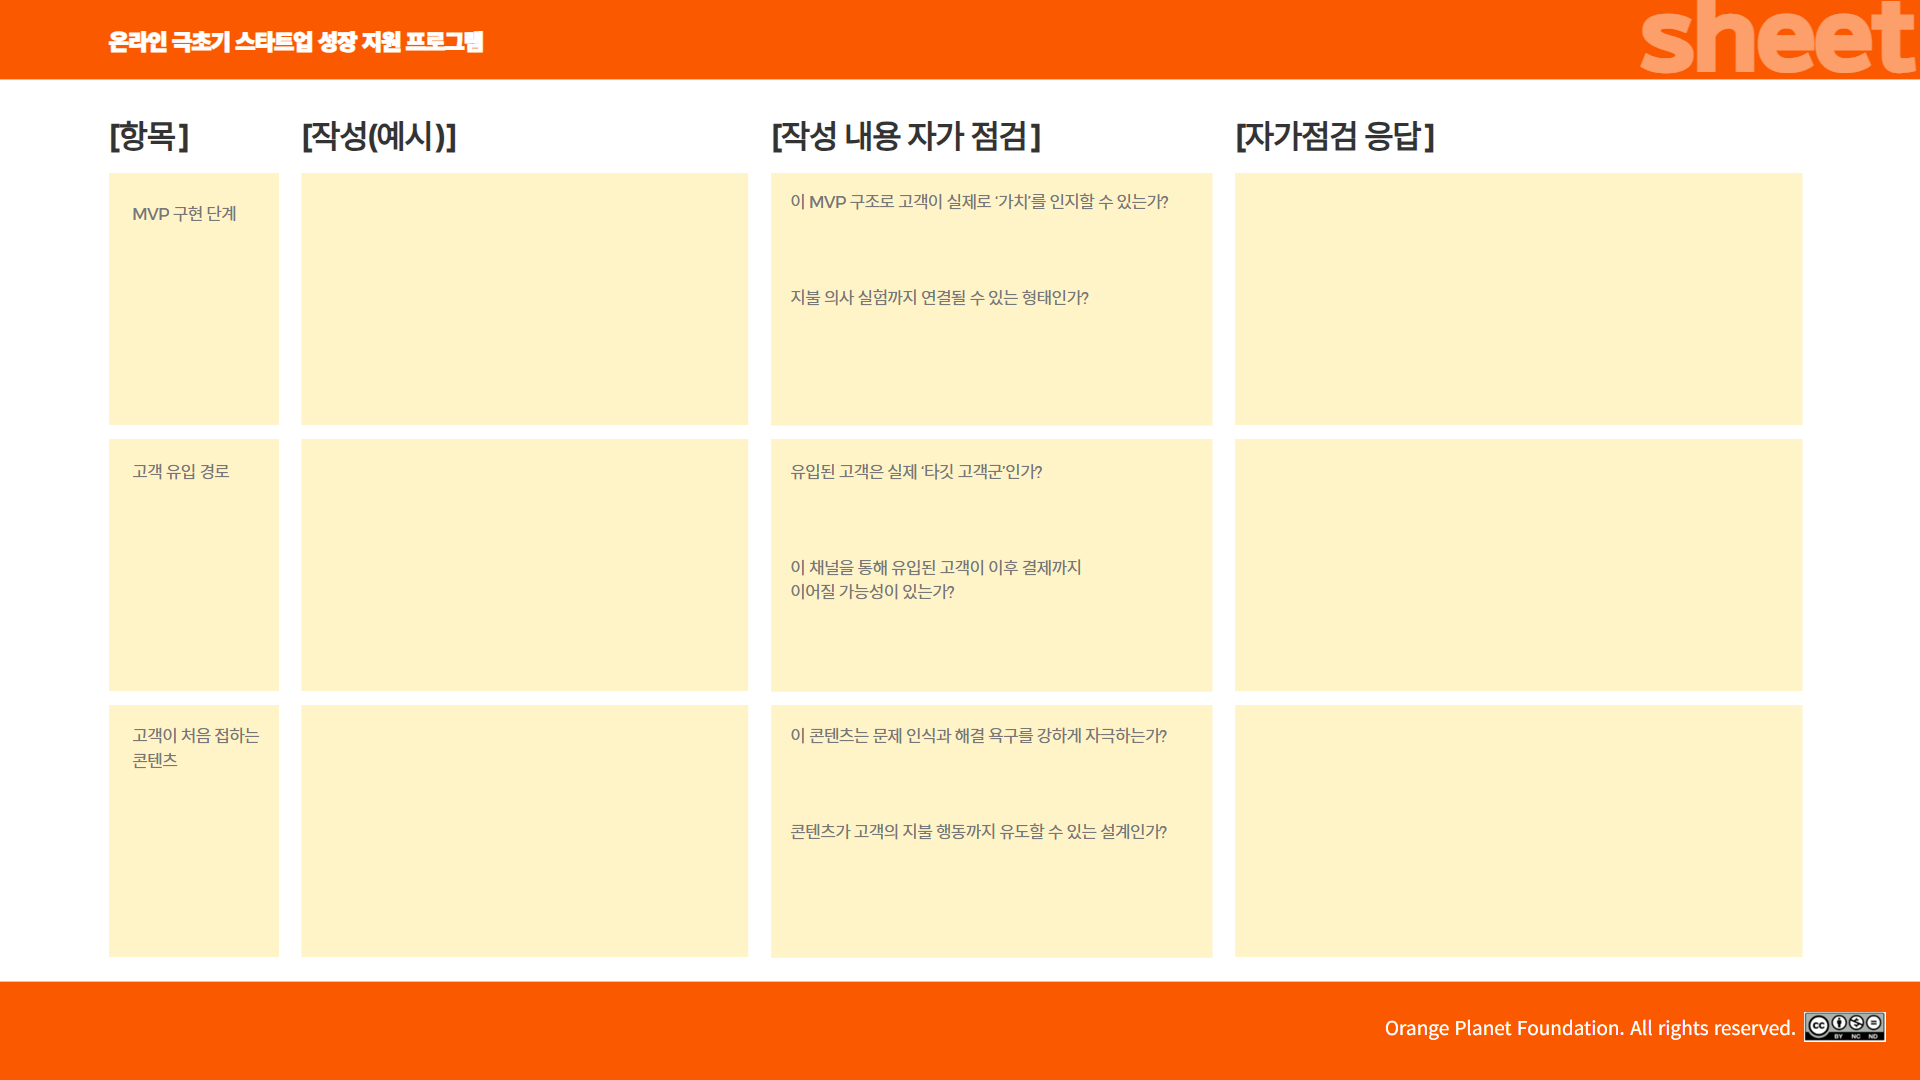 온라인 극초기 스타트업 성장 지원 프로그램
sheet
[항목]
[작성(예시)]
[작성 내용 자가 점검]
[자가점검 응답]
MVP 구현 단계
이 MVP 구조로 고객이 실제로 ‘가치’를 인지할 수 있는가?
지불 의사 실험까지 연결될 수 있는 형태인가?
고객 유입 경로
유입된 고객은 실제 ‘타깃 고객군’인가?
이 채널을 통해 유입된 고객이 이후 결제까지
이어질 가능성이 있는가?
고객이 처음 접하는
콘텐츠
이 콘텐츠는 문제 인식과 해결 욕구를 강하게 자극하는가?
콘텐츠가 고객의 지불 행동까지 유도할 수 있는 설계인가?
Orange Planet Foundation. All rights reserved.
cc
BY NC ND